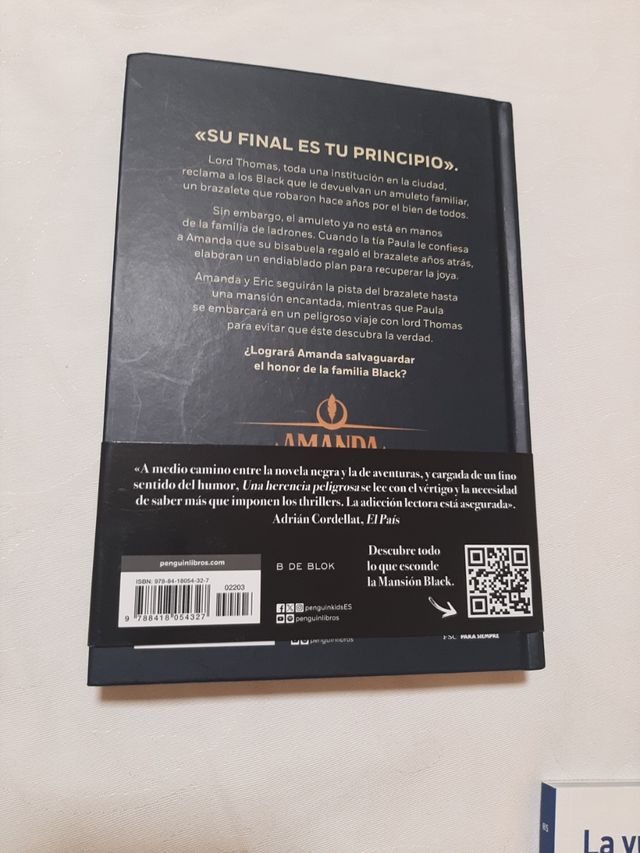 «SU FINAL ES TU PRINCIPIO».
Lord Thomas, toda una institución en la ciudad,
reclama a los Black que le devuelvan un amuleto familiar,
un brazalete que robaron hace años por el bien de todos.
Sin embargo, el amuleto ya no está en manos
de la familia de ladrones. Cuando la tía Paula le confiesa
a Amanda que su bisabuela regaló el brazalete años atrás,
elaboran un endiablado plan para recuperar la joya.
Amanda y Eric seguirán la pista del brazalete hasta
una mansión encantada, mientras que Paula
se embarcará en un peligroso viaje con lord Thomas
para evitar que éste descubra la verdad.
¿Logrará Amanda salvaguardar
el honor de la familia Black?
AMANDA
«A medio camino entre la novela negra y la de aventuras, y cargada de un fino
sentido del humor, Una herencia peligrosa se lee con el vértigo y la necesidad
de saber más que imponen los thrillers. La adicción lectora está asegurada».
Adrián Cordellat, El País
penguinlibros.com
ISBN: 978-84-18054-32-7
02203
9 788418 054327
B DE BLOK
penguinkidsES
penguinlibros
Descubre todo
lo que esconde
la Mansión Black.
penguinlibros
FSC PARA SIEMPRE
La